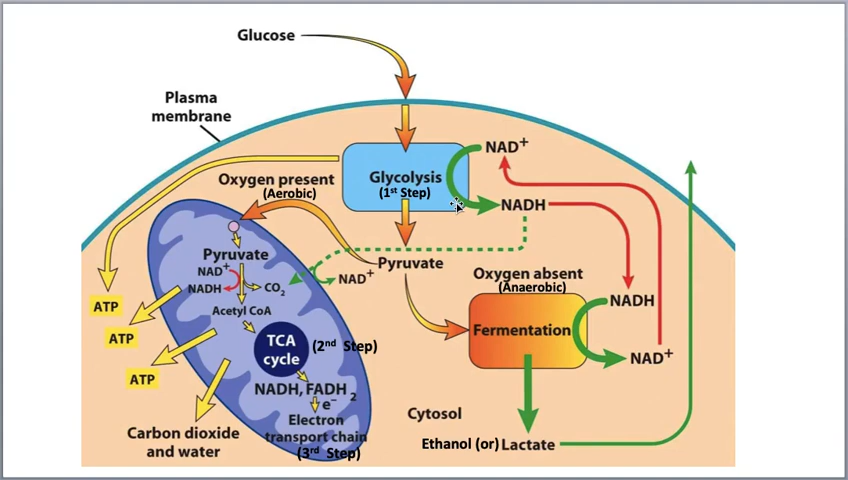 Glucose
Plasma
membrane
Glycolysis
(1st Step)
NAD+
NADH
Oxygen present
(Aerobic)
Pyruvate
NAD+
NADH
CO2
Acetyl CoA
TCA
cycle
(2nd Step)
NADH, FADH2
e−
Electron
transport chain
(3rd Step)
NAD+
Pyruvate
Oxygen absent
(Anaerobic)
Fermentation
NADH
NAD+
ATP
ATP
ATP
Carbon dioxide
and water
Cytosol
Ethanol (or) Lactate